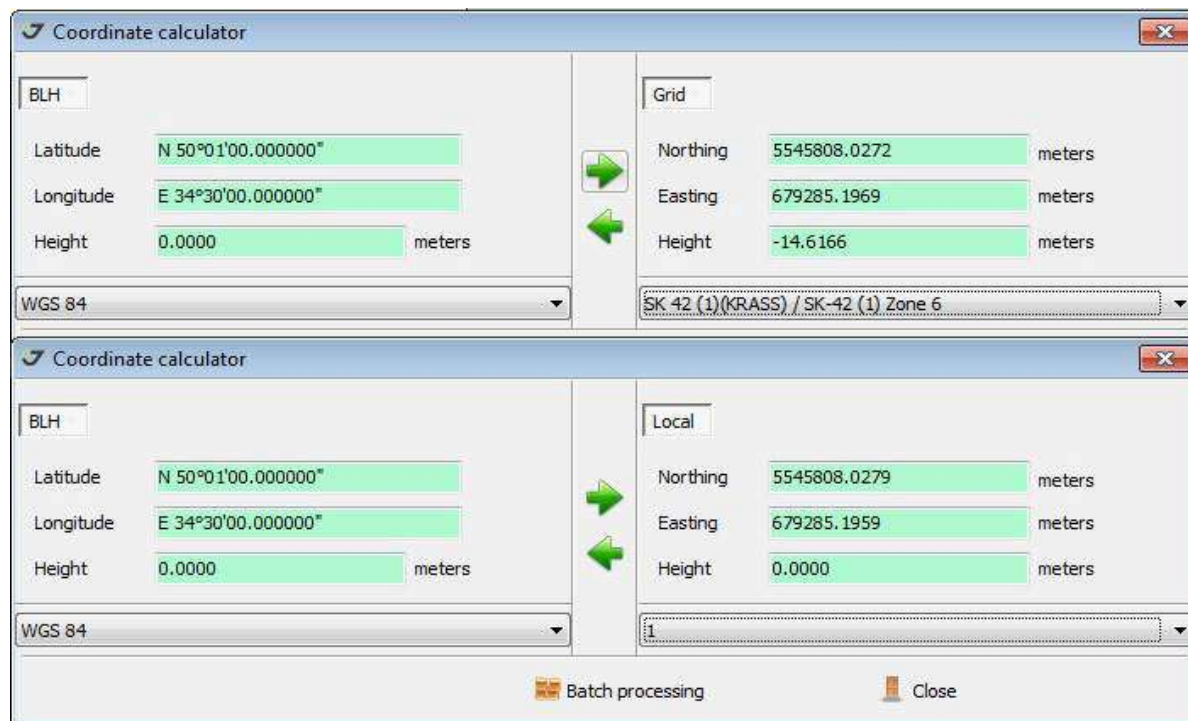 Coordinate calculator
BLH
Grid
Latitude N 50°01'00.000000" Northing 5545808.0272 meters
Longitude E 34°30'00.000000" Easting 679285.1969 meters
Height 0.0000 meters Height -14.6166 meters
WGS 84 SK 42 (1)(KRASS) / SK-42 (1) Zone 6
Coordinate calculator
BLH
Local
Latitude N 50°01'00.000000" Northing 5545808.0279 meters
Longitude E 34°30'00.000000" Easting 679285.1959 meters
Height 0.0000 meters Height 0.0000 meters
WGS 84 1
Batch processing Close